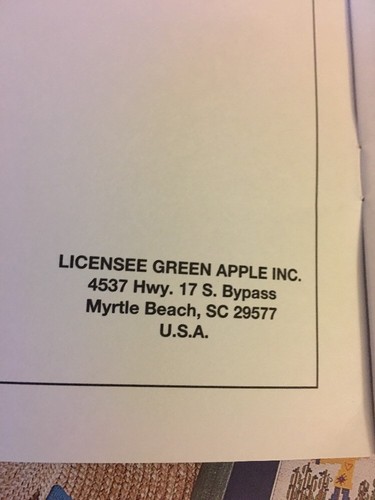 LICENSEE GREEN APPLE INC.
4537 Hwy. 17 S. Bypass
Myrtle Beach, SC 29577
U.S.A.